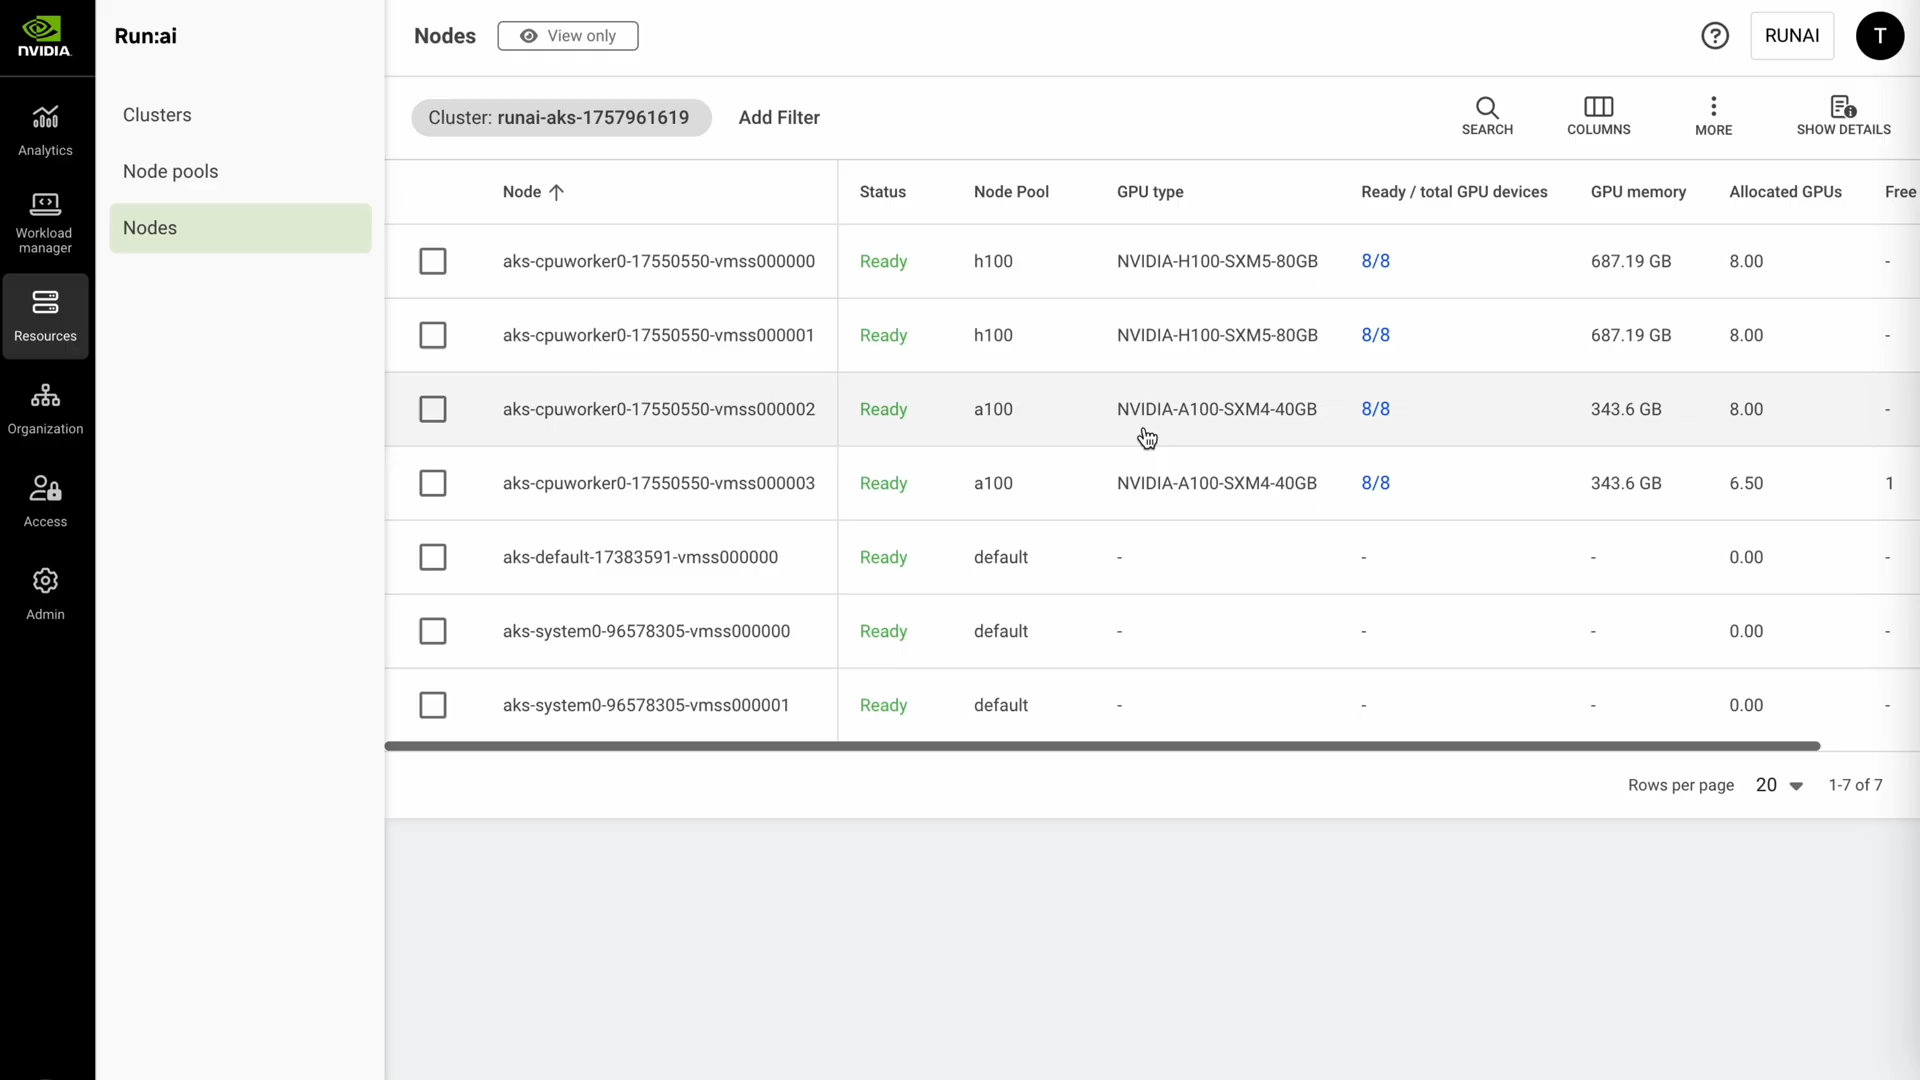 NVIDIA
Analytics
Workload
manager
Resources
Organization
Access
Admin
Run:ai
Clusters
Node pools
Nodes
Nodes
View only
RUNAI
T
Cluster: runai-aks-1757961619
Add Filter
SEARCH
COLUMNS
MORE
SHOW DETAILS
Node Status Node Pool GPU type Ready / total GPU devices GPU memory Allocated GPUs Free
aks-cpuworker0-17550550-vmss000000 Ready h100 NVIDIA-H100-SXM5-80GB 8/8 687.19 GB 8.00 -
aks-cpuworker0-17550550-vmss000001 Ready h100 NVIDIA-H100-SXM5-80GB 8/8 687.19 GB 8.00 -
aks-cpuworker0-17550550-vmss000002 Ready a100 NVIDIA-A100-SXM4-40GB 8/8 343.6 GB 8.00 -
aks-cpuworker0-17550550-vmss000003 Ready a100 NVIDIA-A100-SXM4-40GB 8/8 343.6 GB 6.50 1
aks-default-17383591-vmss000000 Ready default - - - 0.00 -
aks-system0-96578305-vmss000000 Ready default - - - 0.00 -
aks-system0-96578305-vmss000001 Ready default - - - 0.00 -
Rows per page 20 1-7 of 7